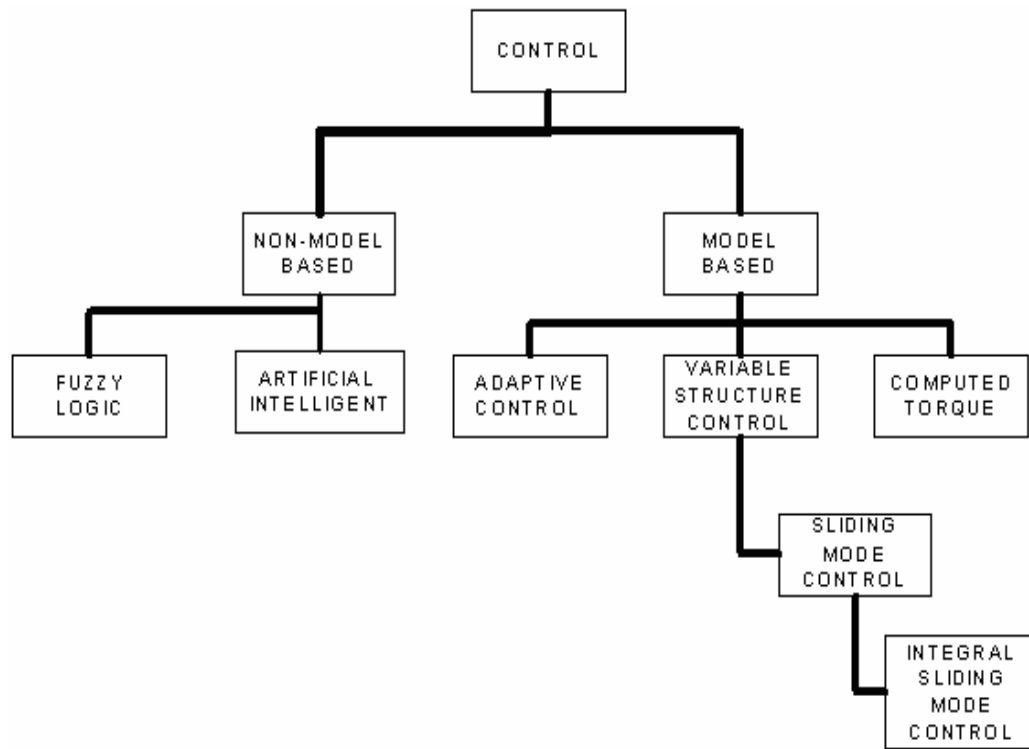 CONTROL
NON-MODEL
BASED
MODEL
BASED
FUZZY
LOGIC
ARTIFICIAL
INTELLIGENT
ADAPTIVE
CONTROL
VARIABLE
STRUCTURE
CONTROL
COMPUTED
TORQUE
SLIDING
MODE
CONTROL
INTEGRAL
SLIDING
MODE
CONTROL